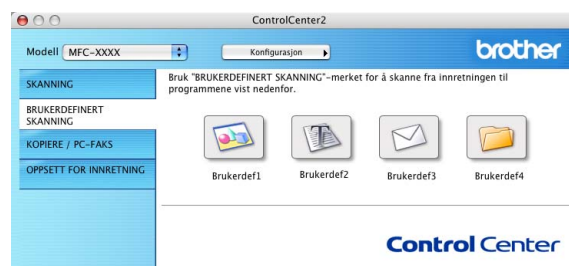 ControlCenter2
Modell MFC-XXXX Konfigurasjon brother
SKANNING
BRUKERDEFINERT
SKANNING
KOPIERE / PC-FAKS
OPPSETT FOR INNRETNING
Bruk "BRUKERDEFINERT SKANNING"-merket for å skanne fra innretningen til
programmene vist nedenfor.
Brukerdef1 Brukerdef2 Brukerdef3 Brukerdef4
Control Center